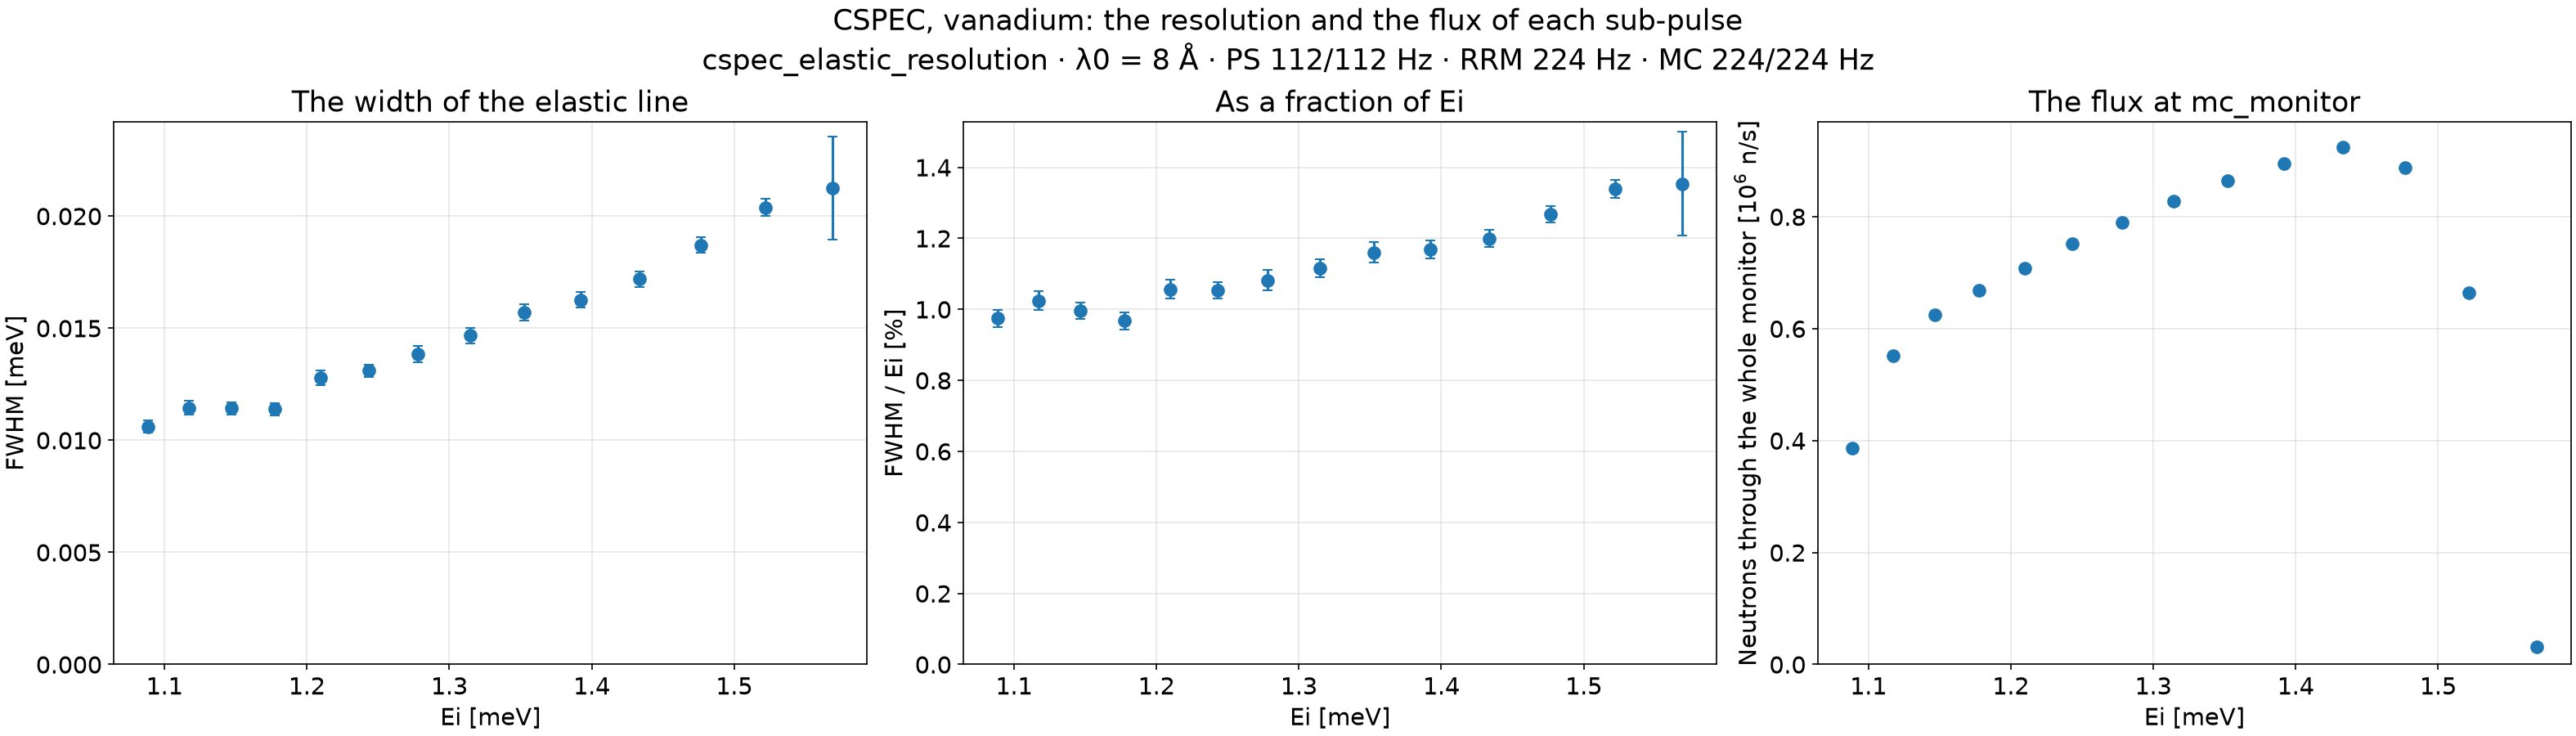 CSPEC, vanadium: the resolution and the flux of each sub-pulse
cspec_elastic_resolution · λ0 = 8 Å · PS 112/112 Hz · RRM 224 Hz · MC 224/224 Hz
The width of the elastic line
FWHM [meV]
0.020
0.015
0.010
0.005
0.000
1.1 1.2 1.3 1.4 1.5
Ei [meV]
As a fraction of Ei
FWHM / Ei [%]
1.4
1.2
1.0
0.8
0.6
0.4
0.2
0.0
1.1 1.2 1.3 1.4 1.5
Ei [meV]
The flux at mc_monitor
Neutrons through the whole monitor [10⁶ n/s]
0.8
0.6
0.4
0.2
0.0
1.1 1.2 1.3 1.4 1.5
Ei [meV]